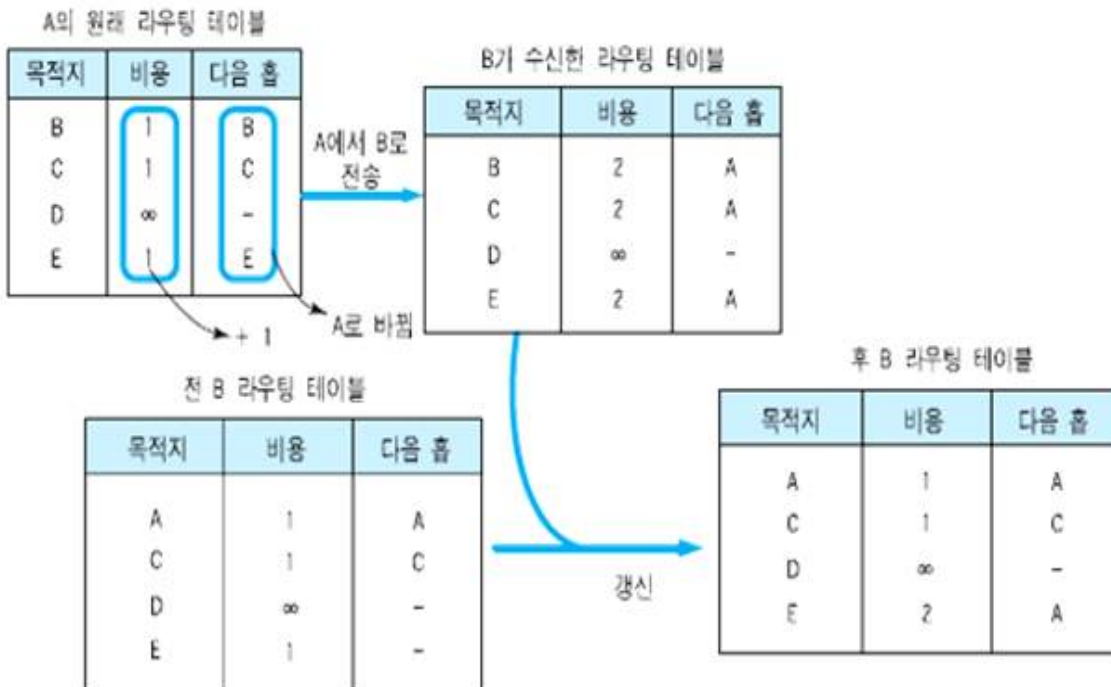 A의 원래 라우팅 테이블
목적지 비용 다음 홉
B 1 B
C 1 C
D ∞ -
E 1 E
+ 1
A로 바뀜
A에서 B로
전송
B가 수신한 라우팅 테이블
목적지 비용 다음 홉
B 2 A
C 2 A
D ∞ -
E 2 A
전 B 라우팅 테이블
목적지 비용 다음 홉
A 1 A
C 1 C
D ∞ -
E 1 -
갱신
후 B 라우팅 테이블
목적지 비용 다음 홉
A 1 A
C 1 C
D ∞ -
E 2 A